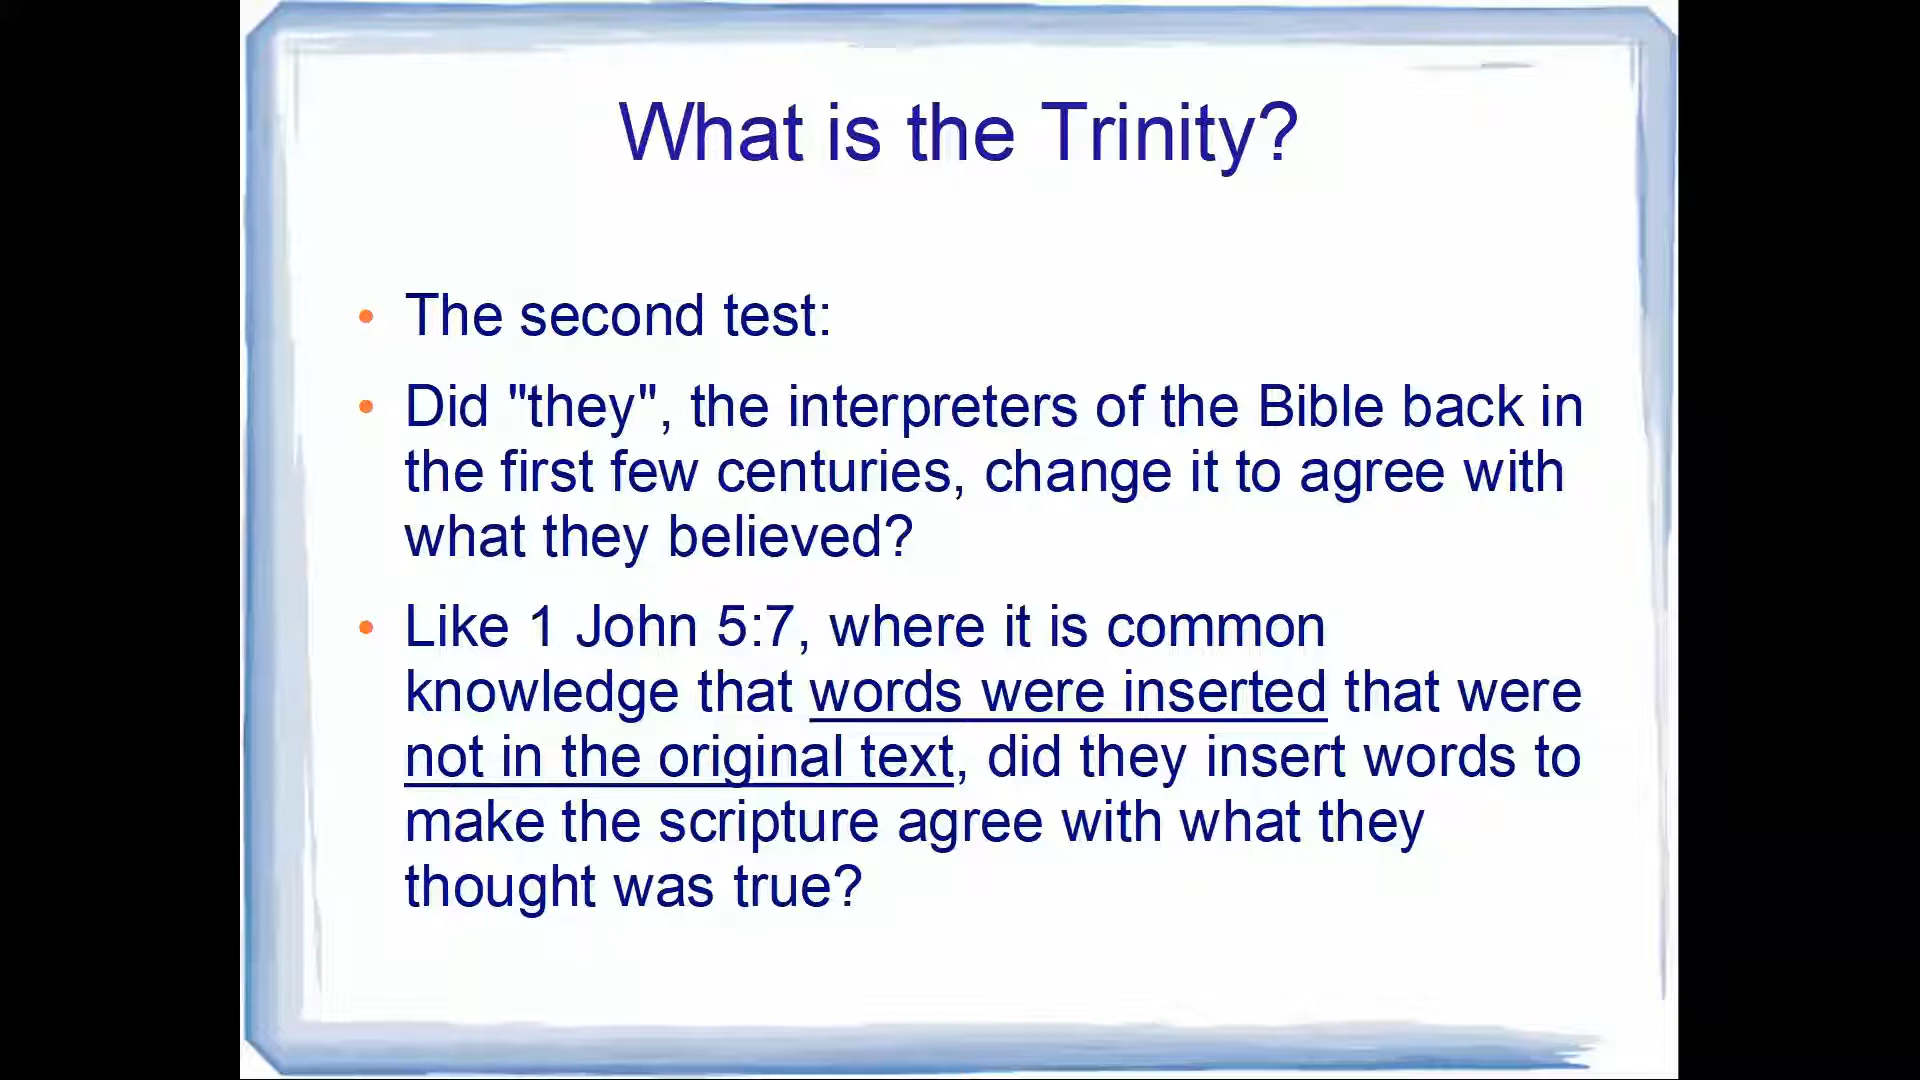 What is the Trinity?
• The second test:
• Did "they", the interpreters of the Bible back in
the first few centuries, change it to agree with
what they believed?
• Like 1 John 5:7, where it is common
knowledge that words were inserted that were
not in the original text, did they insert words to
make the scripture agree with what they
thought was true?